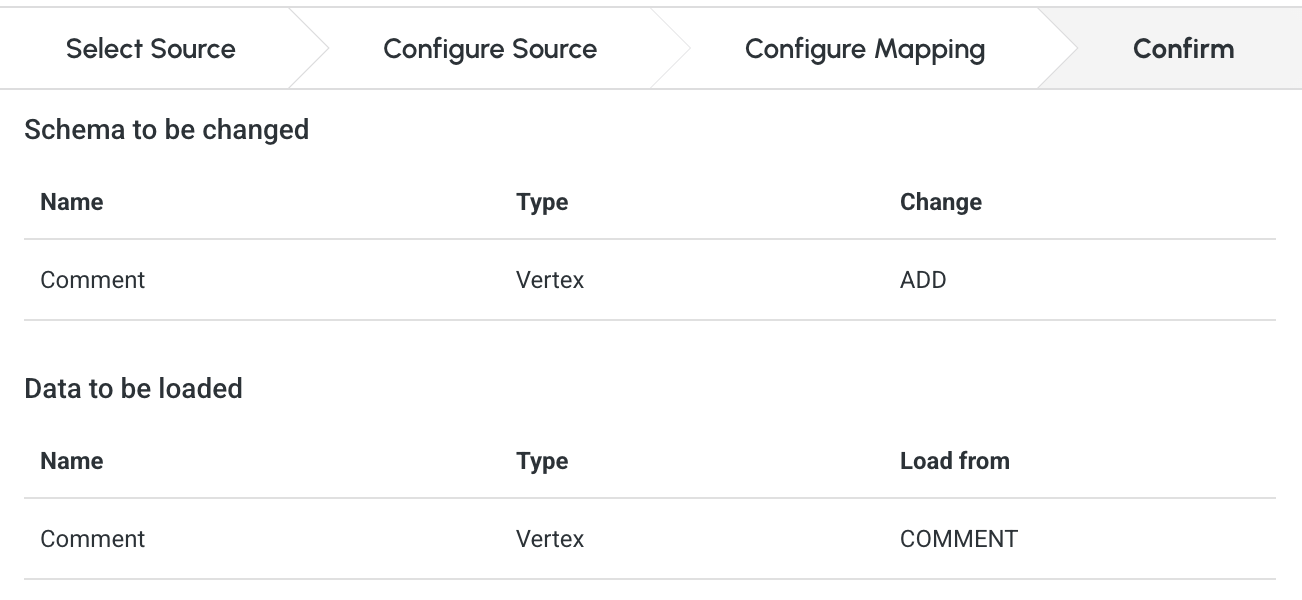 Select Source Configure Source Configure Mapping Confirm
Schema to be changed
Name Type Change
Comment Vertex ADD
Data to be loaded
Name Type Load from
Comment Vertex COMMENT